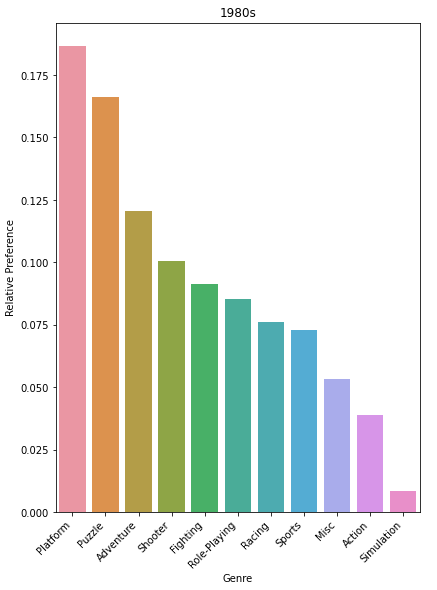 1980s
Relative Preference
0.175
0.150
0.125
0.100
0.075
0.050
0.025
0.000
Platform
Puzzle
Adventure
Shooter
Fighting
Role-Playing
Racing
Sports
Misc
Action
Simulation
Genre